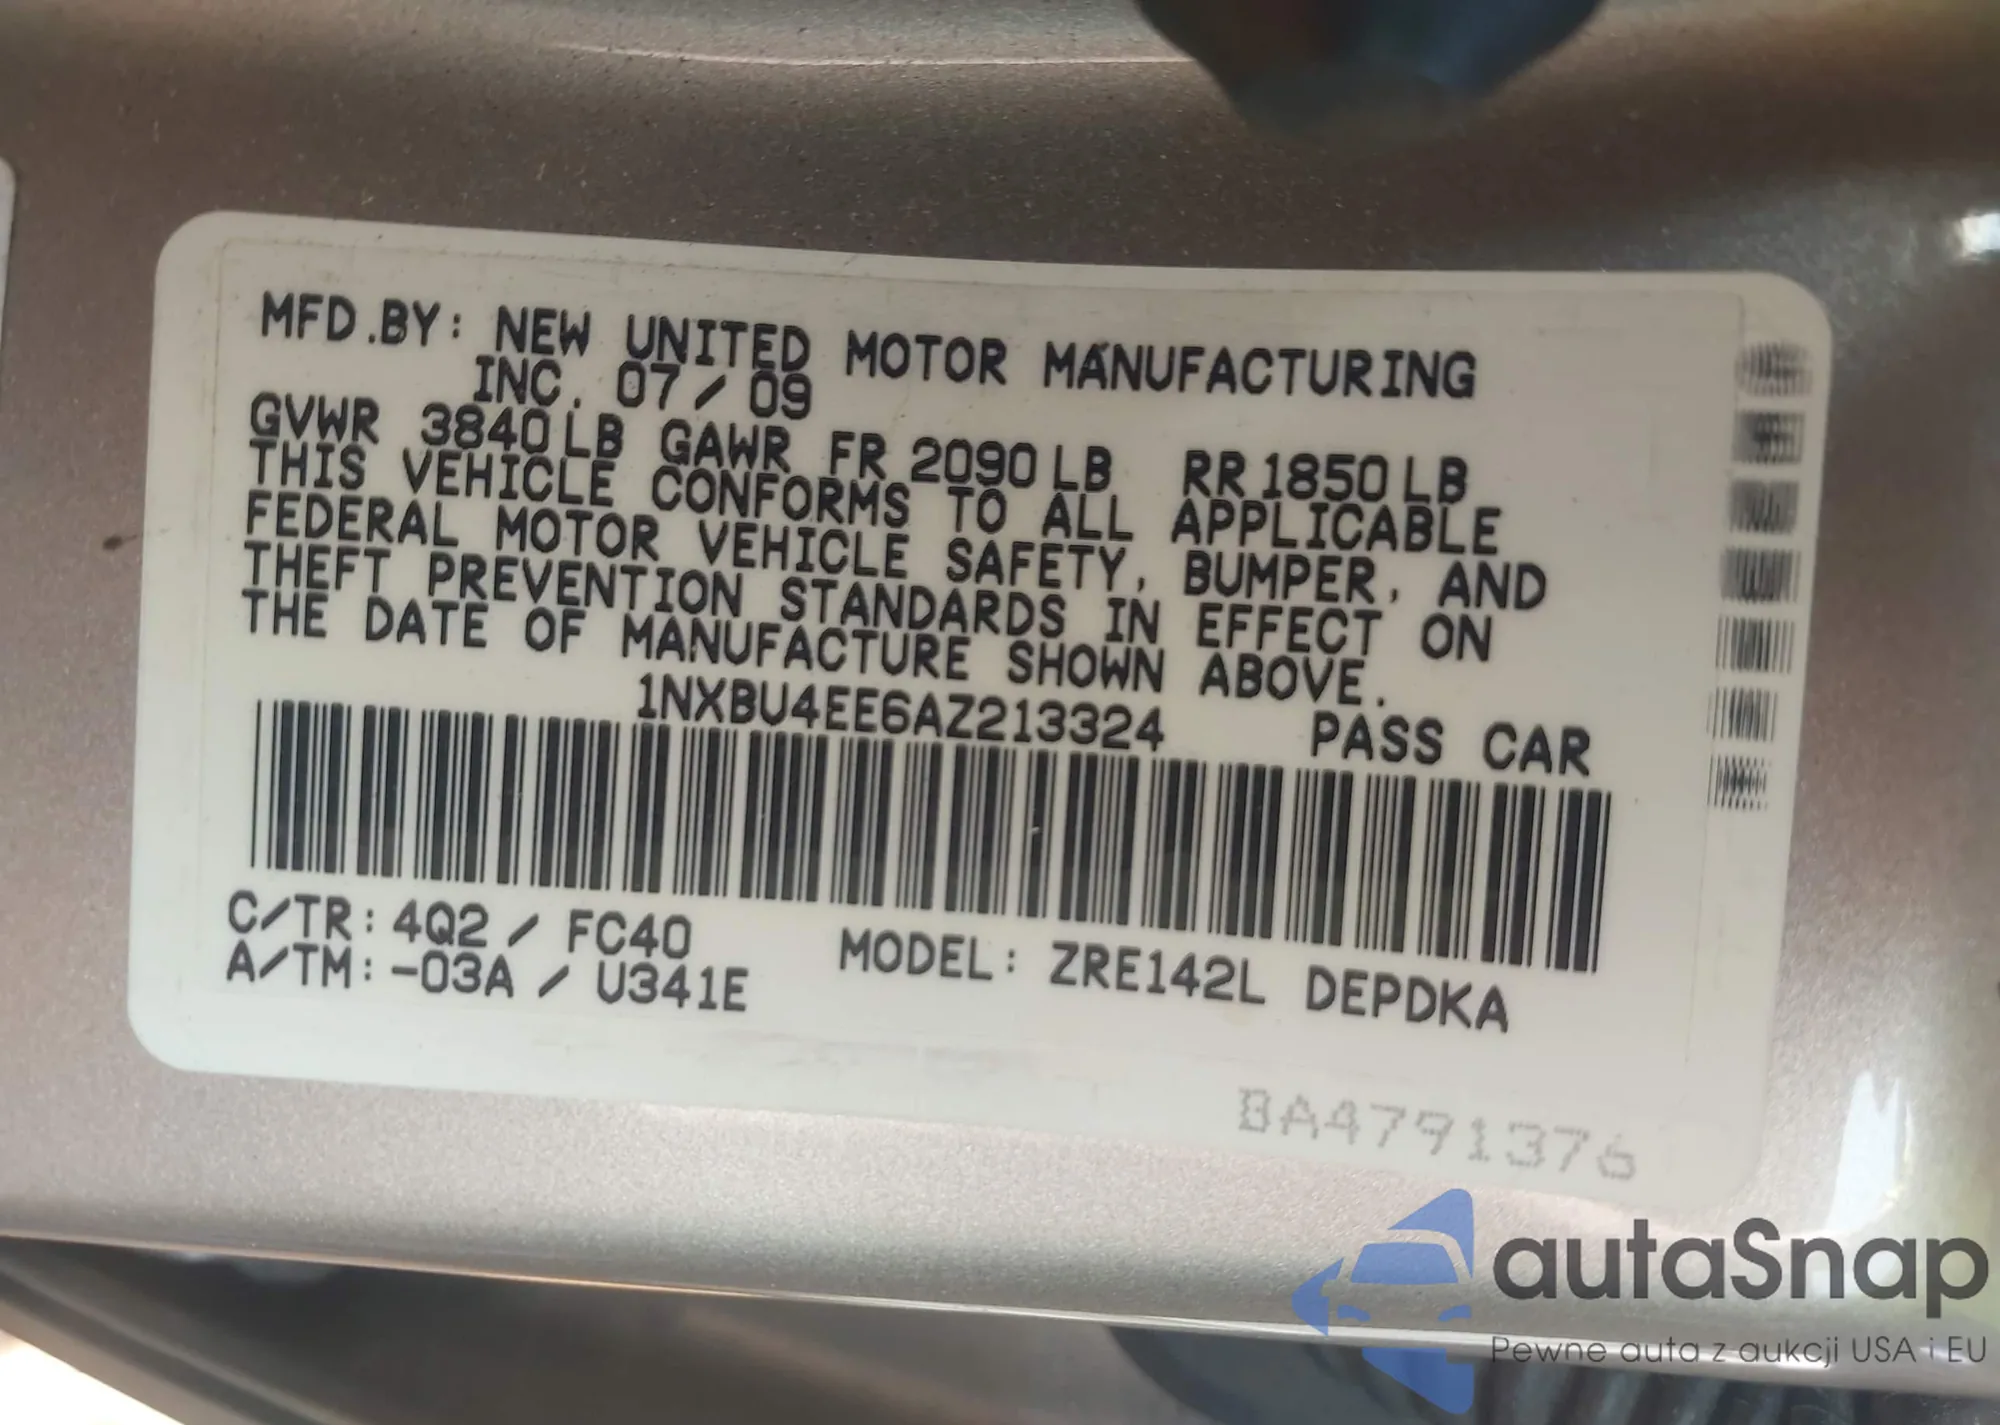 MFD.BY: NEW UNITED MOTOR MANUFACTURING
INC. 07/09
GVWR 3840LB GAWR FR 2090LB RR 1850LB
THIS VEHICLE CONFORMS TO ALL APPLICABLE
FEDERAL MOTOR VEHICLE SAFETY, BUMPER, AND
THEFT PREVENTION STANDARDS IN EFFECT ON
THE DATE OF MANUFACTURE SHOWN ABOVE.
1NXBU4EE6AZ213324 PASS CAR
C/TR: 4Q2 / FC40
A/TM: -03A / U341E
MODEL: ZRE142L DEPDKA
BA4791376
autaSnap
Pewne auta z aukcji USA i EU